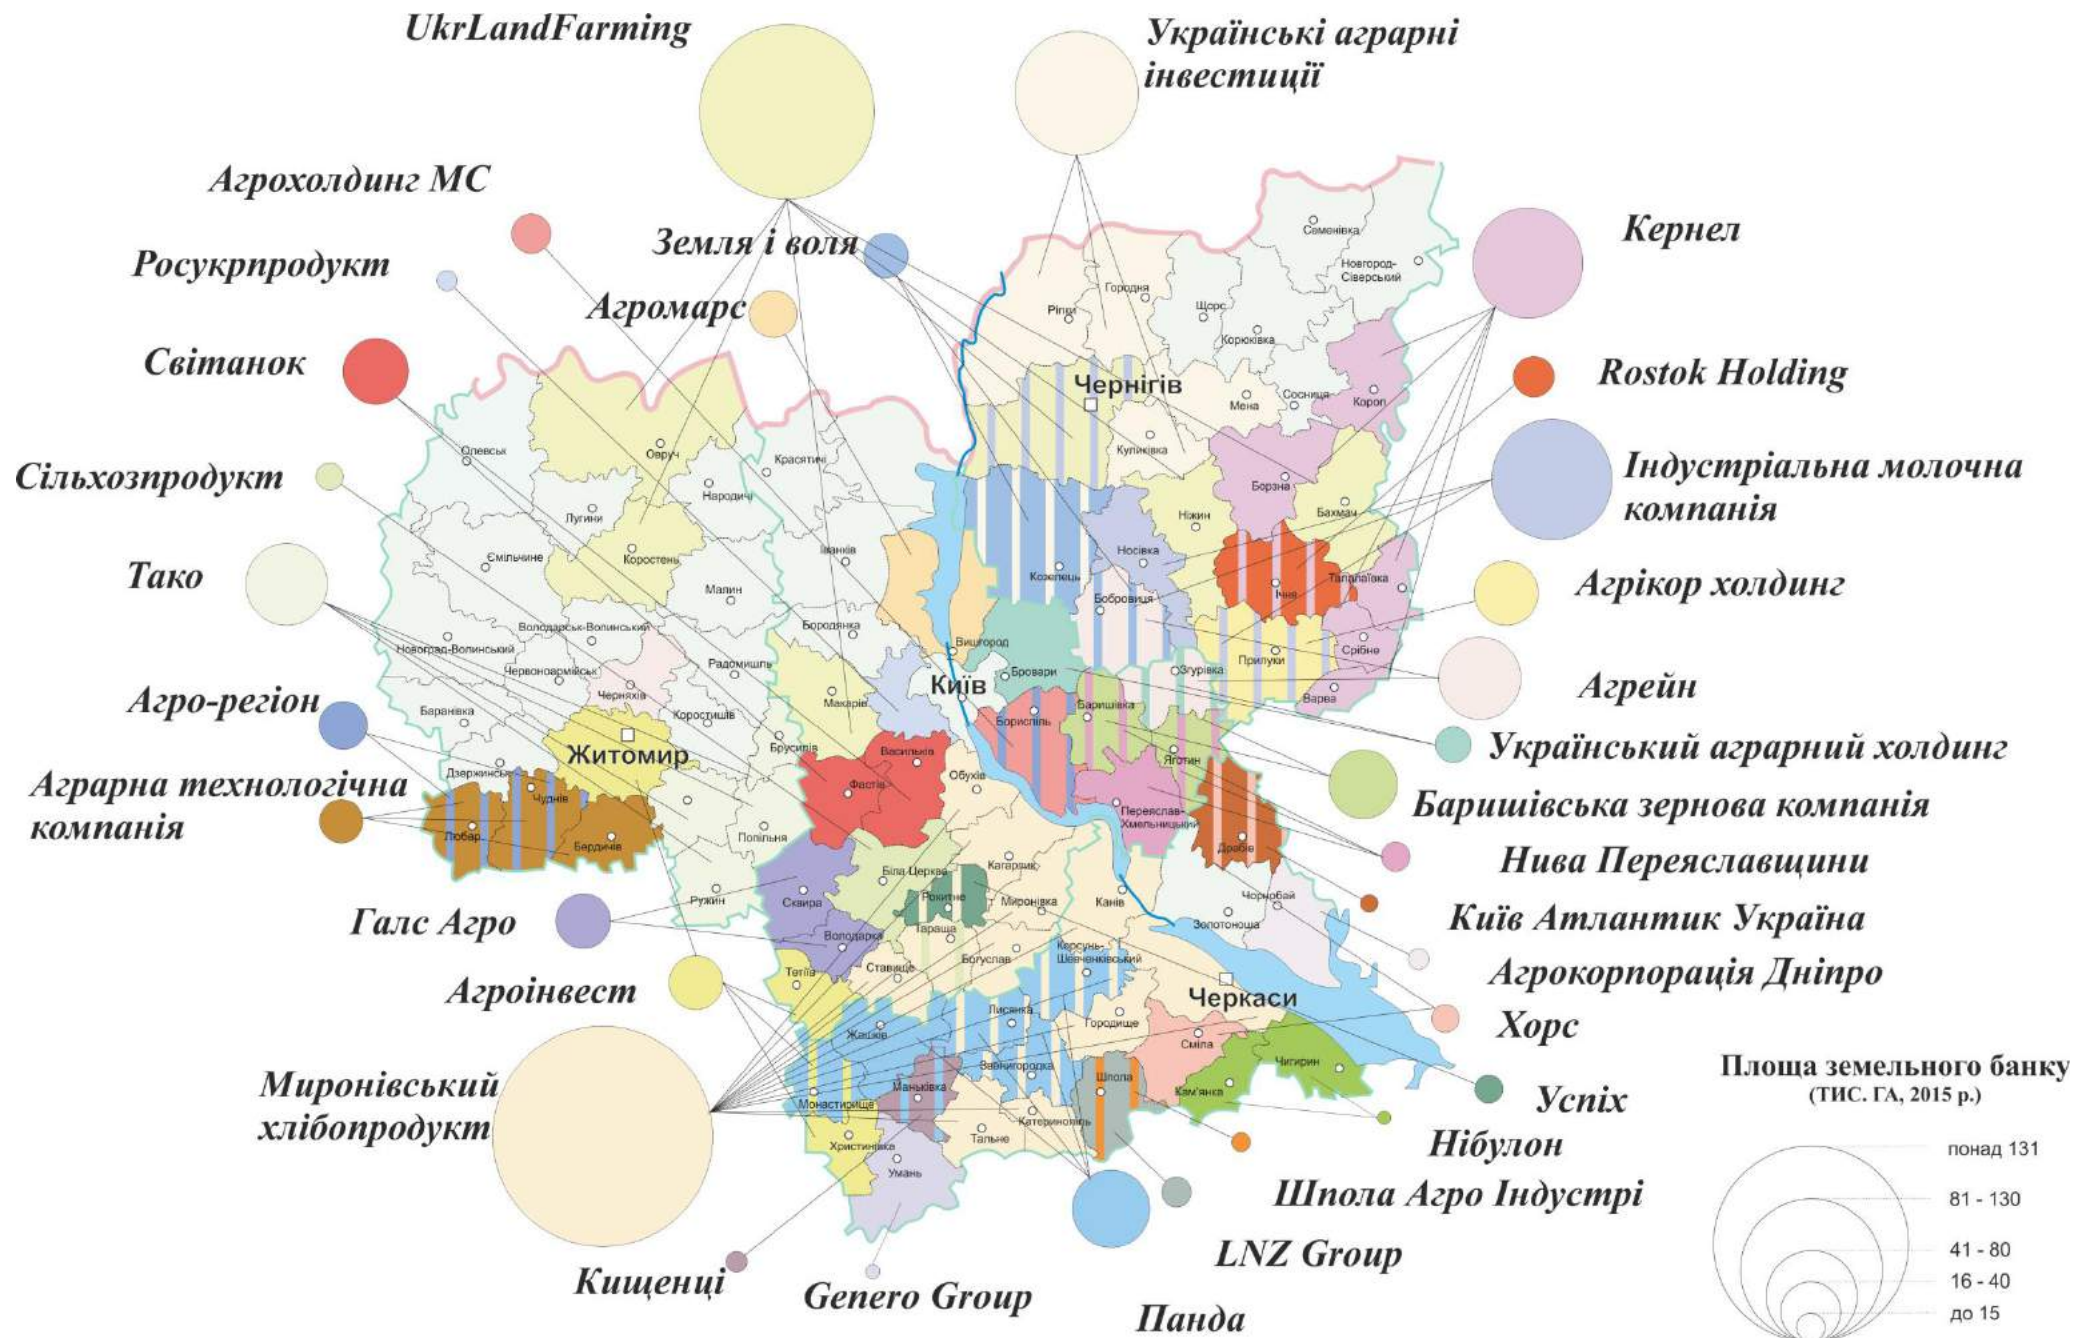 UkrLandFarming
Українські аграрні
інвестиції
Агрохолдинг МС
Земля і воля
Кернел
Росукрпродукт
Агромарс
Світанок
Rostok Holding
Сільхозпродукт
Індустріальна молочна
компанія
Тако
Агрікор холдинг
Агро-регіон
Агрейн
Український аграрний холдинг
Аграрна технологічна
компанія
Баришівська зернова компанія
Нива Переяславщини
Галс Агро
Київ Атлантик Україна
Агрокорпорація Дніпро
Агроінвест
Хорс
Миронівський
хлібопродукт
Успіх
Нібулон
Шпола Агро Індустрі
LNZ Group
Кищенці
Genero Group
Панда
Площа земельного банку
(ТИС. ГА, 2015 р.)
понад 131
81 - 130
41 - 80
16 - 40
до 15
Семенівка
Новгород-
Сіверський
Городня
Ріпки
Щорс
Корюківка
Чернігів
Мена
Сосниця
Короп
Куликівка
Борзна
Бахмач
Ніжин
Носівка
Козелець
Бобровиця
Ічня
Талалаївка
Срібне
Прилуки
Варва
Олевськ
Овруч
Красятичі
Народичі
Лугини
Ємільчине
Коростень
Іванків
Малин
Володарськ-Волинський
Бородянка
Новоград-Волинський
Червоноармійськ
Радомишль
Черняхів
Вишгород
Київ
Бровари
Згурівка
Баранівка
Коростишів
Макарів
Бориспіль
Баришівка
Житомир
Брусилів
Васильків
Обухів
Яготин
Дзержинськ
Чуднів
Фастів
Переяслав-
Хмельницький
Любар
Бердичів
Попільня
Драбів
Кагарлик
Біла Церква
Ружин
Сквира
Рокитне
Миронівка
Канів
Чорнобай
Золотоноша
Володарка
Тараша
Богуслав
Корсунь-
Шевченківський
Тетіїв
Ставище
Черкаси
Жашків
Лисянка
Городище
Сміла
Звенигородка
Шпола
Чигирин
Маньківка
Кам'янка
Монастирище
Катеринопіль
Христинівка
Тальне
Умань